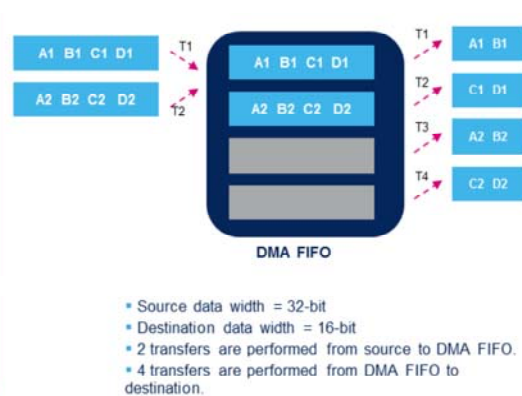 A1 B1 C1 D1
A2 B2 C2 D2
T1
T2
A1 B1 C1 D1
A2 B2 C2 D2
DMA FIFO
T1
A1 B1
T2
C1 D1
T3
A2 B2
T4
C2 D2
▪ Source data width = 32-bit
▪ Destination data width = 16-bit
▪ 2 transfers are performed from source to DMA FIFO.
▪ 4 transfers are performed from DMA FIFO to
destination.